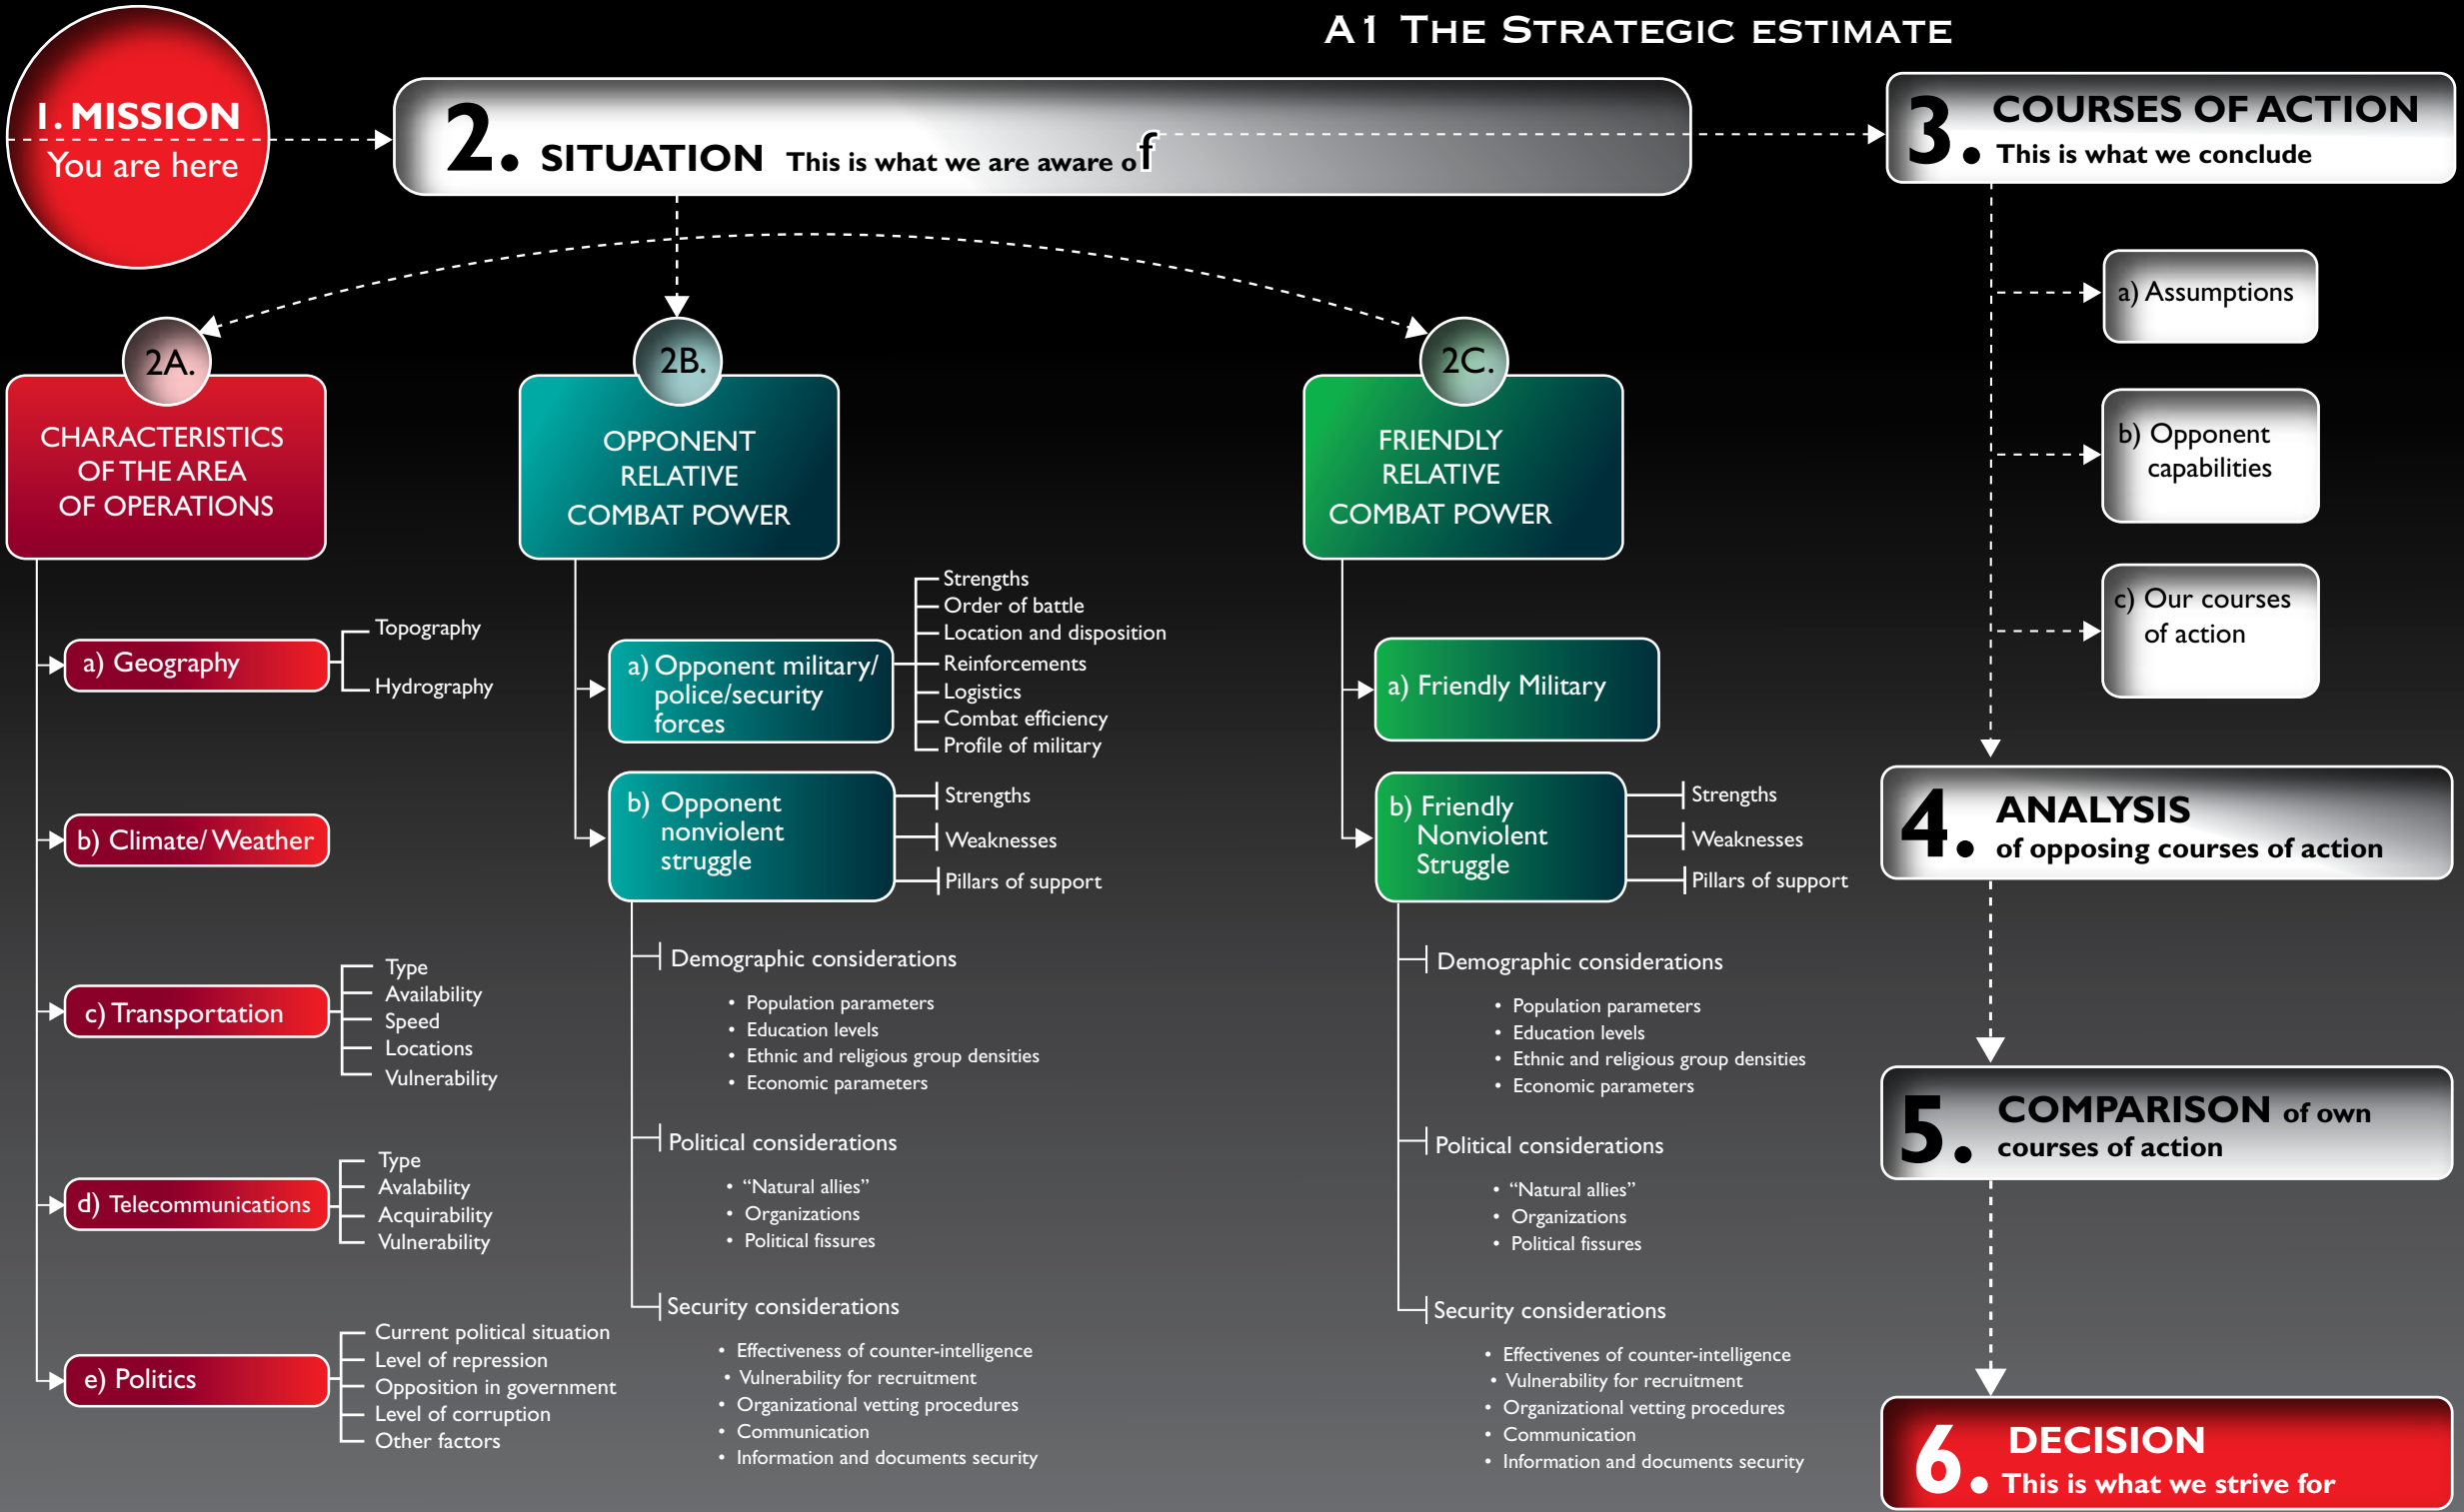 A1 THE STRATEGIC ESTIMATE
1. MISSION
You are here
2. SITUATION This is what we are aware of
3. COURSES OF ACTION
This is what we conclude
a) Assumptions
b) Opponent
capabilities
c) Our courses
of action
2A.
CHARACTERISTICS
OF THE AREA
OF OPERATIONS
a) Geography
Topography
Hydrography
b) Climate/ Weather
c) Transportation
Type
Availability
Speed
Locations
Vulnerability
d) Telecommunications
Type
Avalability
Acquirability
Vulnerability
e) Politics
Current political situation
Level of repression
Opposition in government
Level of corruption
Other factors
2B.
OPPONENT
RELATIVE
COMBAT POWER
a) Opponent military/
police/security
forces
Strengths
Order of battle
Location and disposition
Reinforcements
Logistics
Combat efficiency
Profile of military
b) Opponent
nonviolent
struggle
Strengths
Weaknesses
Pillars of support
Demographic considerations
• Population parameters
• Education levels
• Ethnic and religious group densities
• Economic parameters
Political considerations
• “Natural allies”
• Organizations
• Political fissures
Security considerations
• Effectiveness of counter-intelligence
• Vulnerability for recruitment
• Organizational vetting procedures
• Communication
• Information and documents security
2C.
FRIENDLY
RELATIVE
COMBAT POWER
a) Friendly Military
b) Friendly
Nonviolent
Struggle
Strengths
Weaknesses
Pillars of support
Demographic considerations
• Population parameters
• Education levels
• Ethnic and religious group densities
• Economic parameters
Political considerations
• “Natural allies”
• Organizations
• Political fissures
Security considerations
• Effectivenes of counter-intelligence
• Vulnerability for recruitment
• Organizational vetting procedures
• Communication
• Information and documents security
4. ANALYSIS
of opposing courses of action
5. COMPARISON of own
courses of action
6. DECISION
This is what we strive for